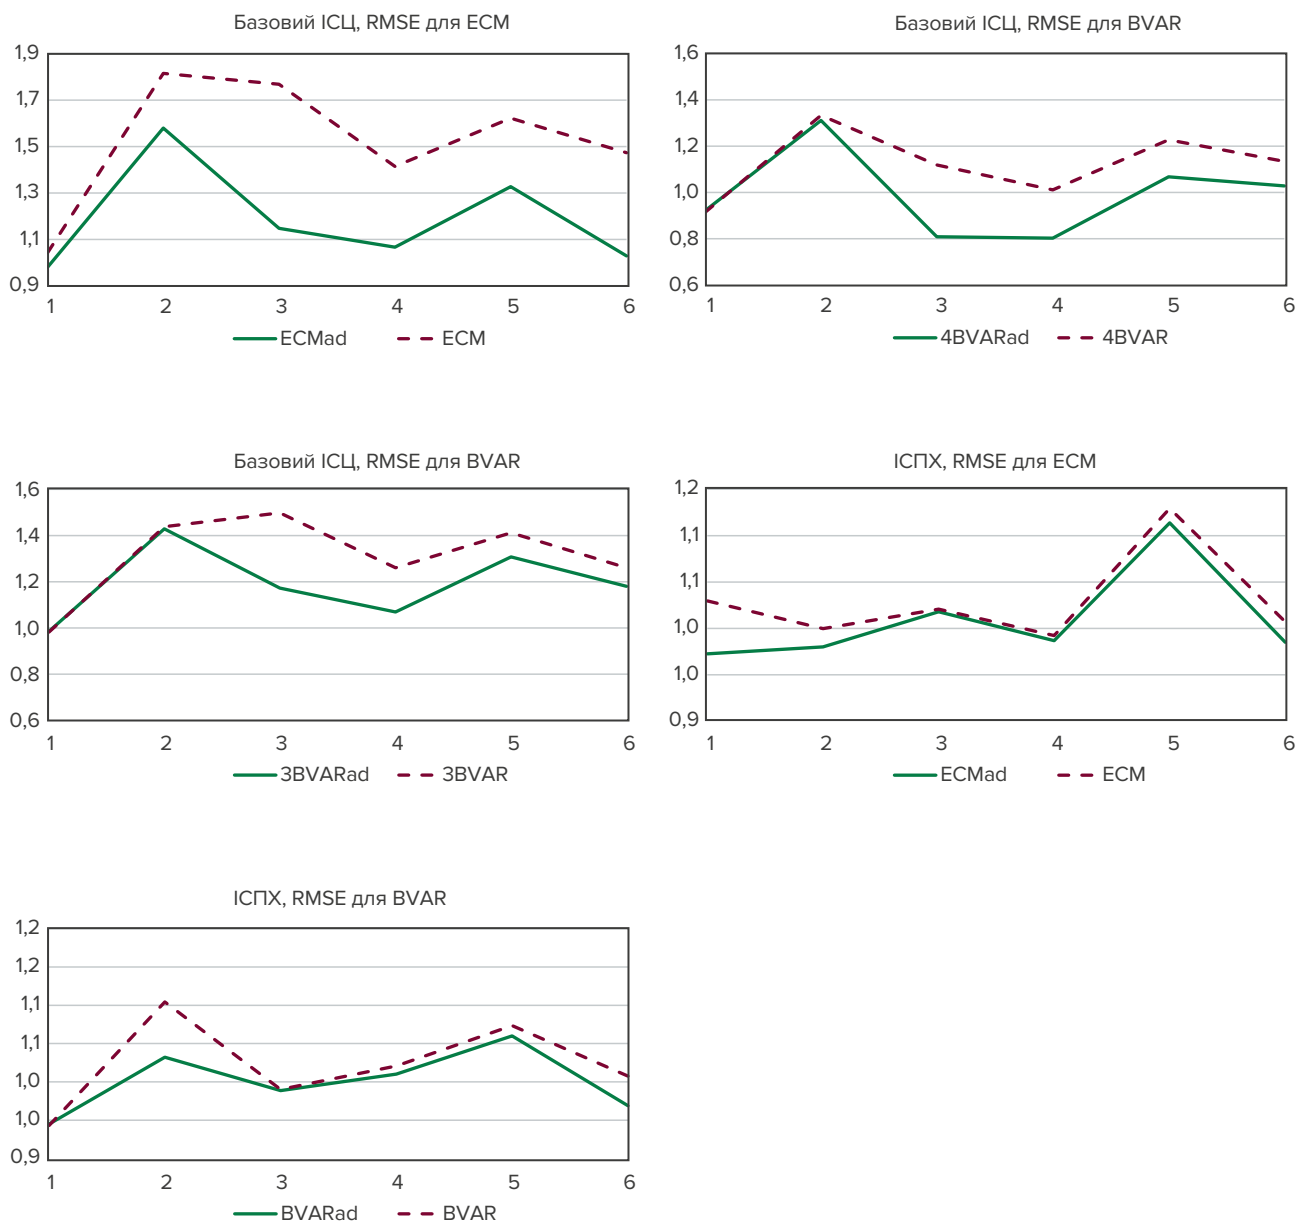 Базовий ІСЦ, RMSE для ECM
1,9
1,7
1,5
1,3
1,1
0,9
1 2 3 4 5 6
ECMad ECM
Базовий ІСЦ, RMSE для BVAR
1,6
1,4
1,2
1,0
0,8
0,6
1 2 3 4 5 6
4BVARad 4BVAR
Базовий ІСЦ, RMSE для BVAR
1,6
1,4
1,2
1,0
0,8
0,6
1 2 3 4 5 6
3BVARad 3BVAR
ІСПХ, RMSE для ECM
1,2
1,1
1,1
1,0
1,0
0,9
1 2 3 4 5 6
ECMad ECM
ІСПХ, RMSE для BVAR
1,2
1,2
1,1
1,1
1,0
1,0
0,9
1 2 3 4 5 6
BVARad BVAR